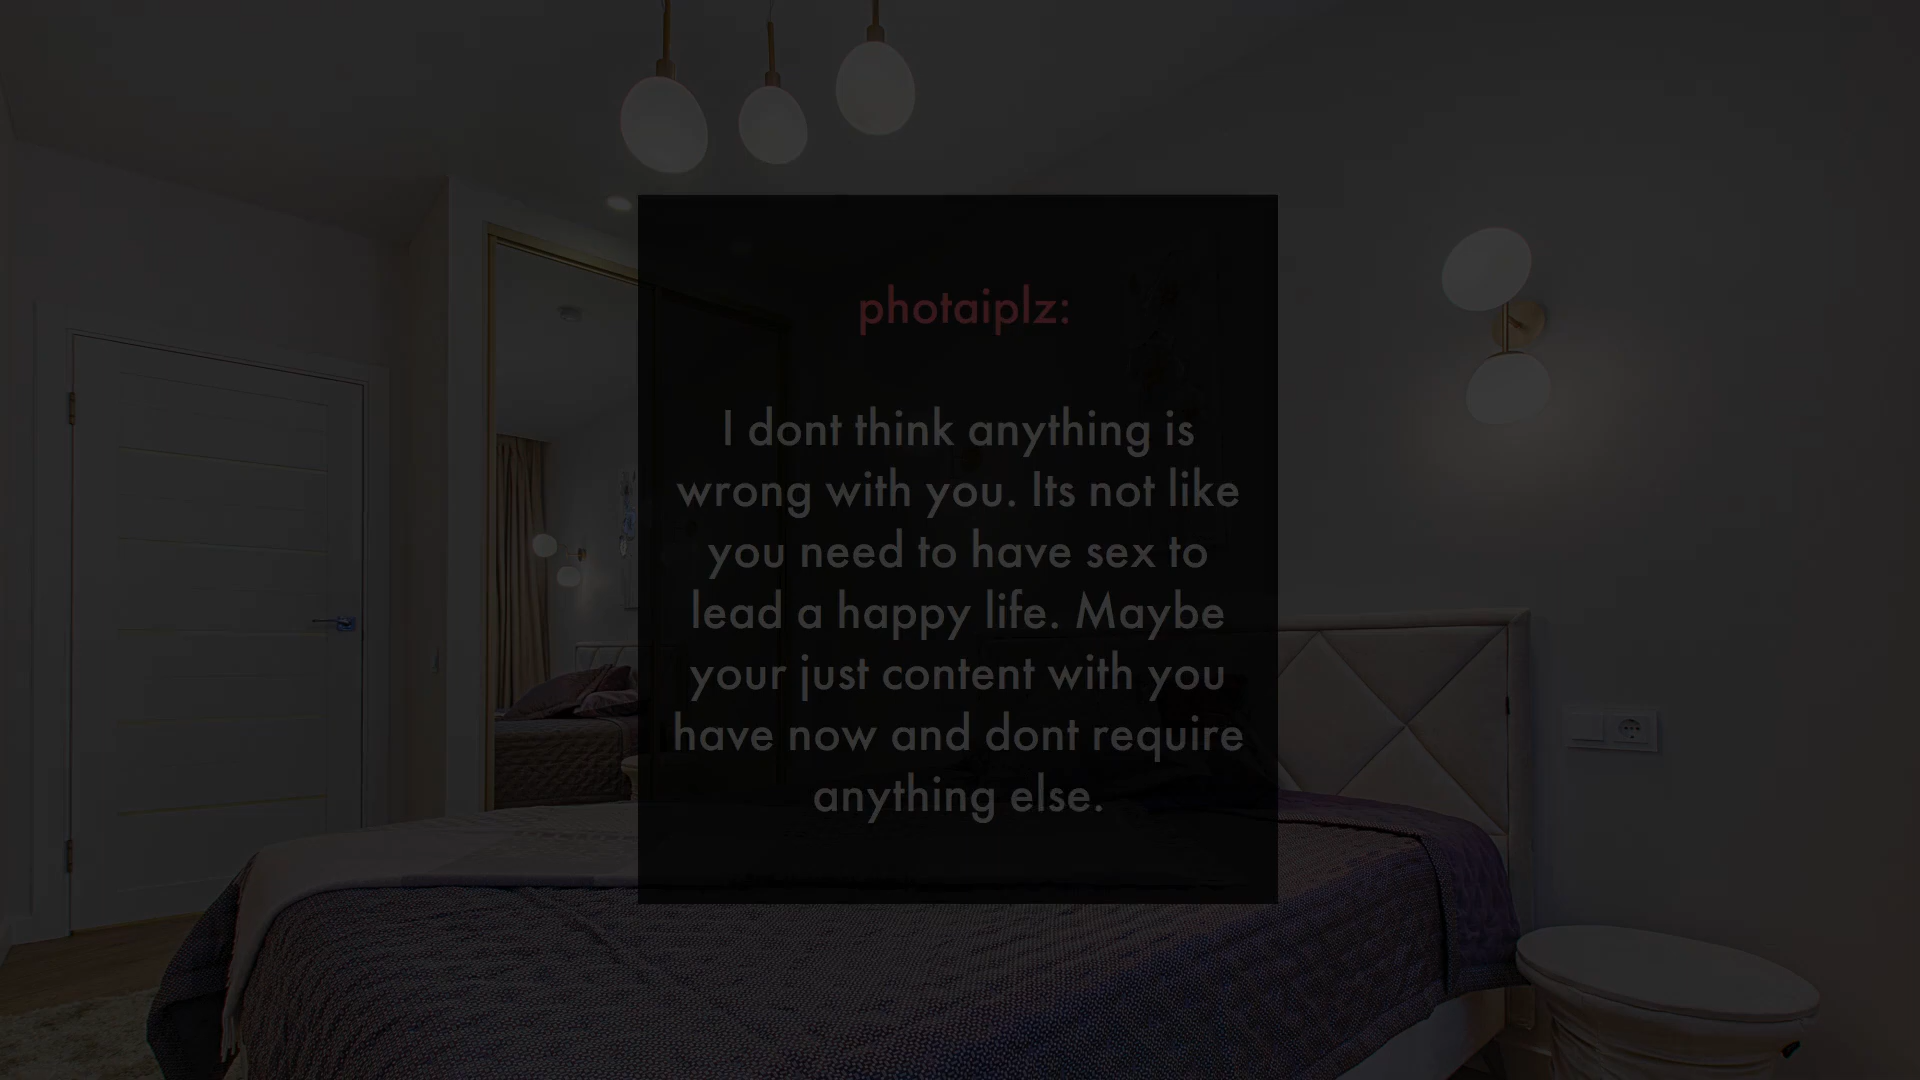 photaiplz:
I dont think anything is
wrong with you. Its not like
you need to have sex to
lead a happy life. Maybe
your just content with you
have now and dont require
anything else.